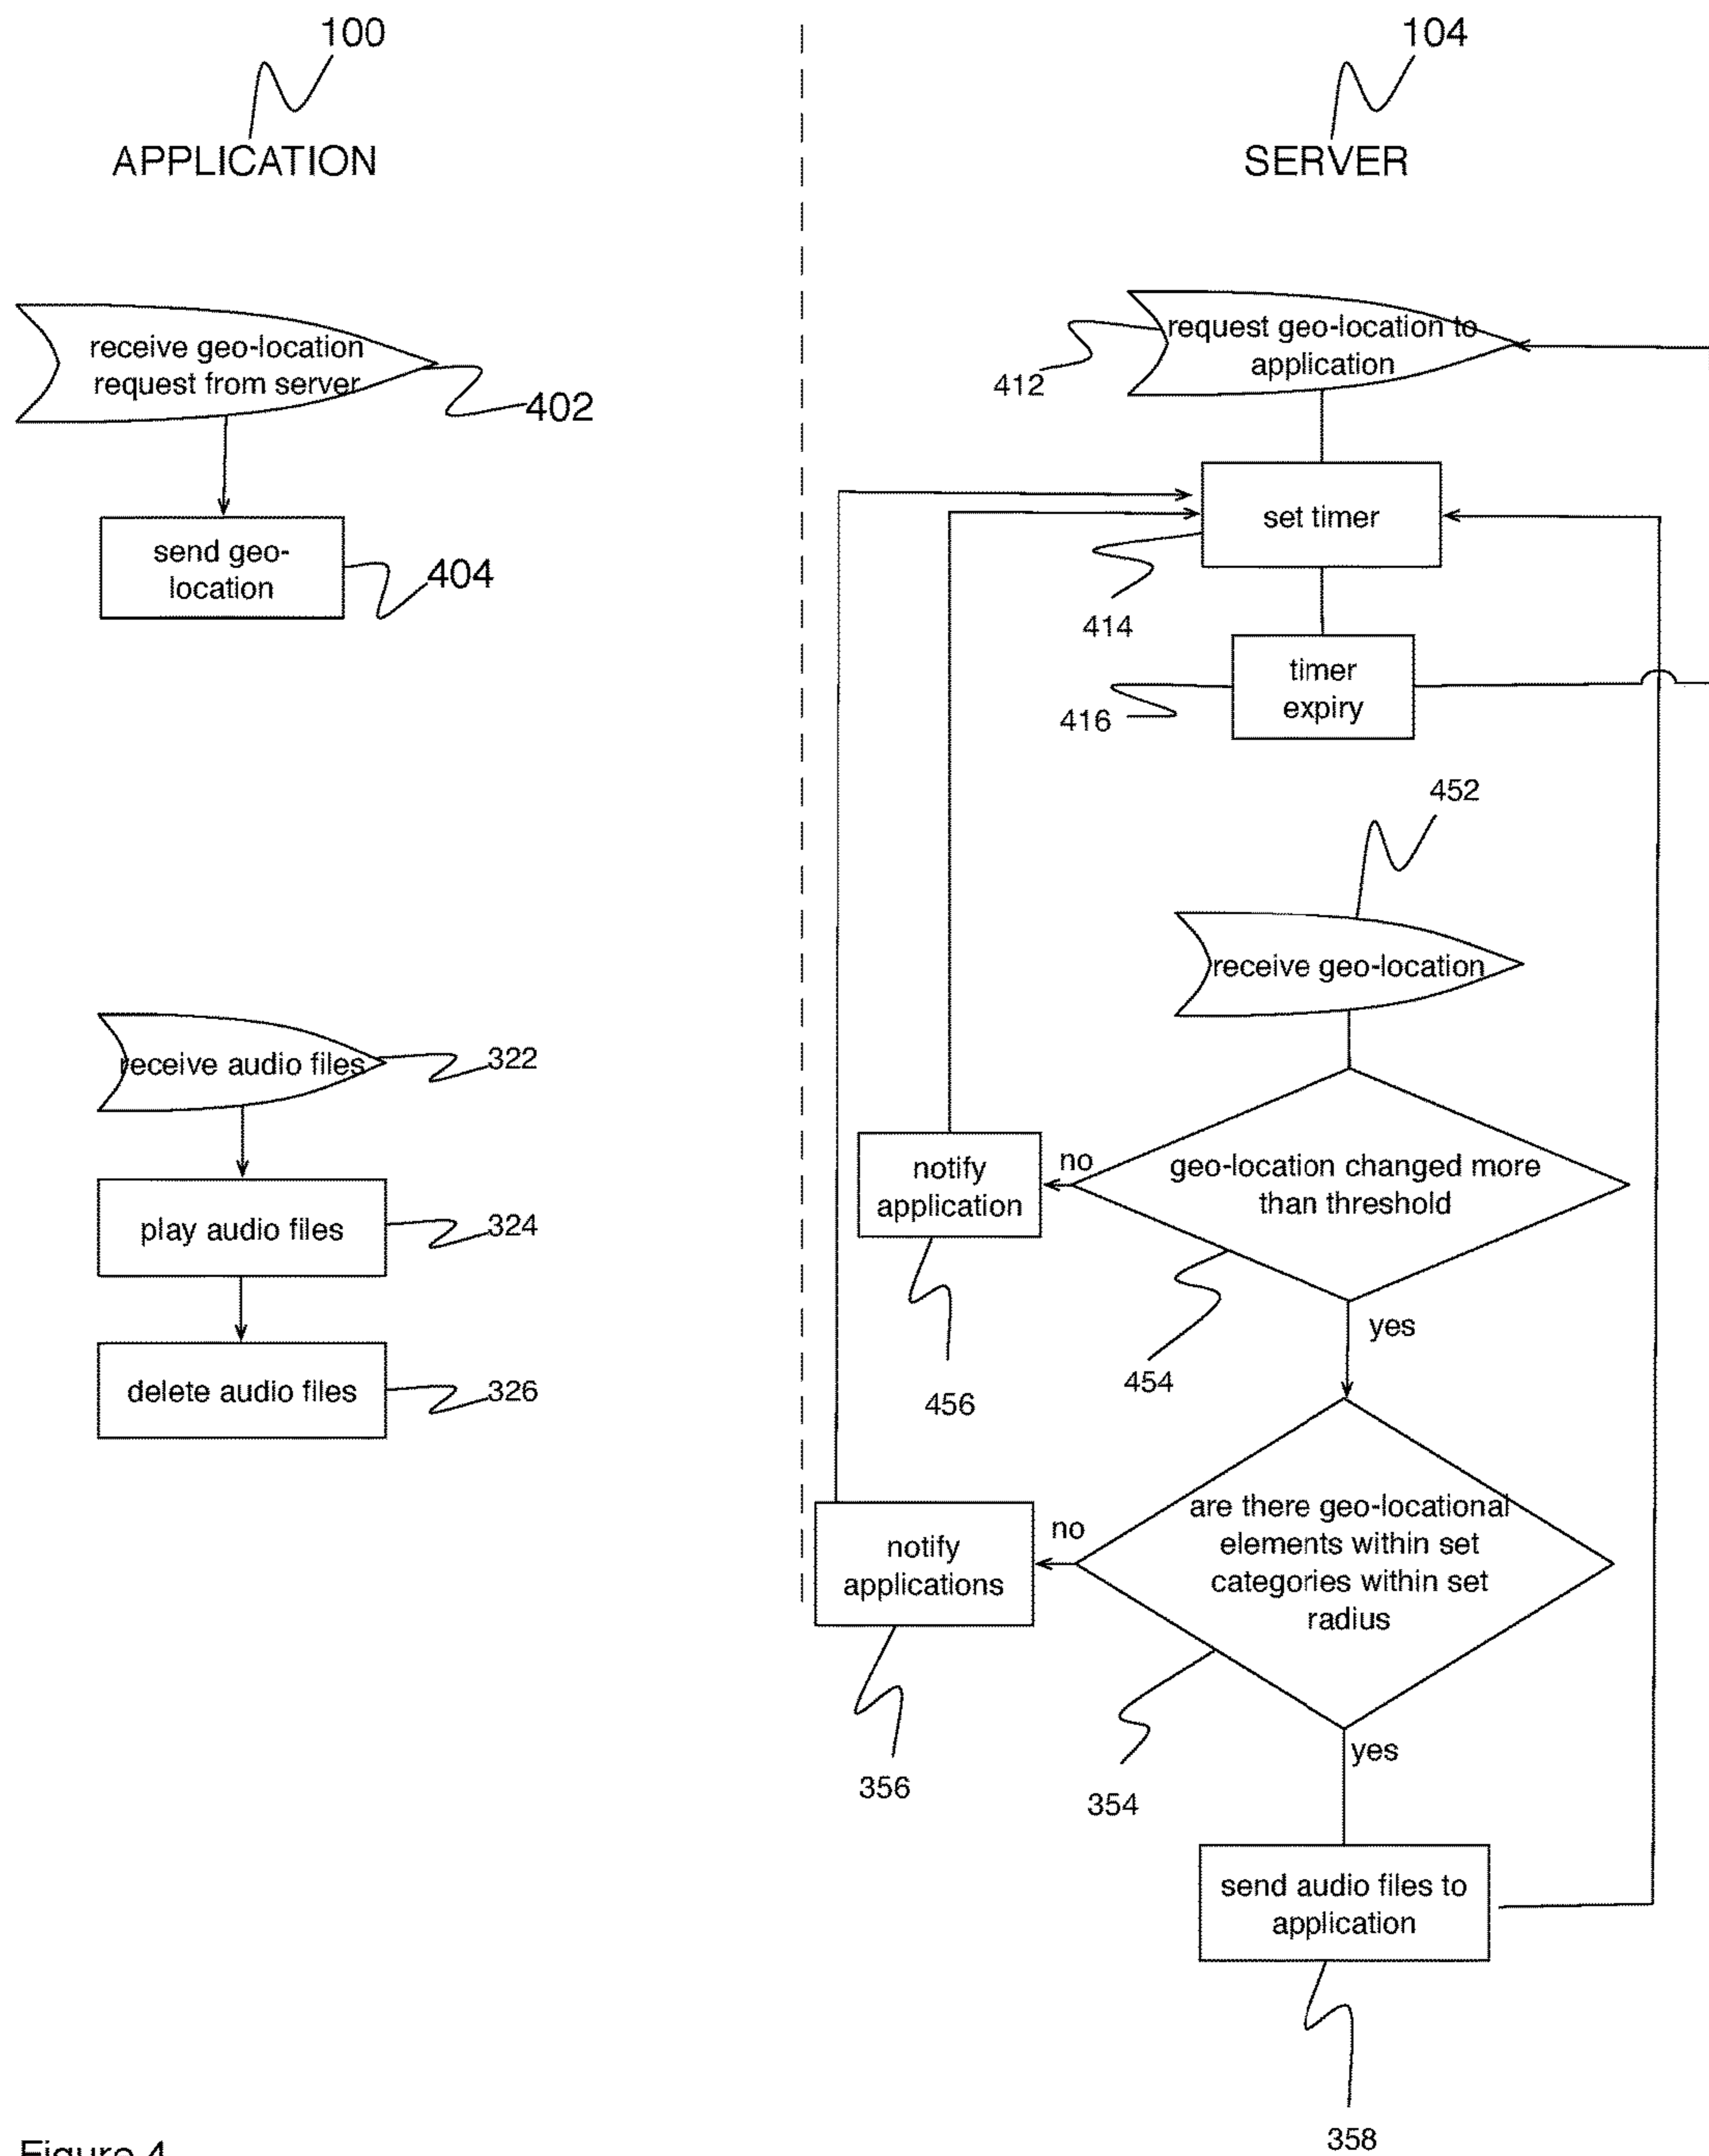 100
APPLICATION
receive geo-location
request from server
402
send geo-
location
404
receive audio files
322
play audio files
324
delete audio files
326
104
SERVER
request geo-location to
application
412
set timer
414
timer
expiry
416
452
receive geo-location
geo-location changed more
than threshold
no
notify
application
456
454
yes
are there geo-locational
elements within set
categories within set
radius
no
notify
applications
356
354
yes
send audio files to
application
358
Figure 4